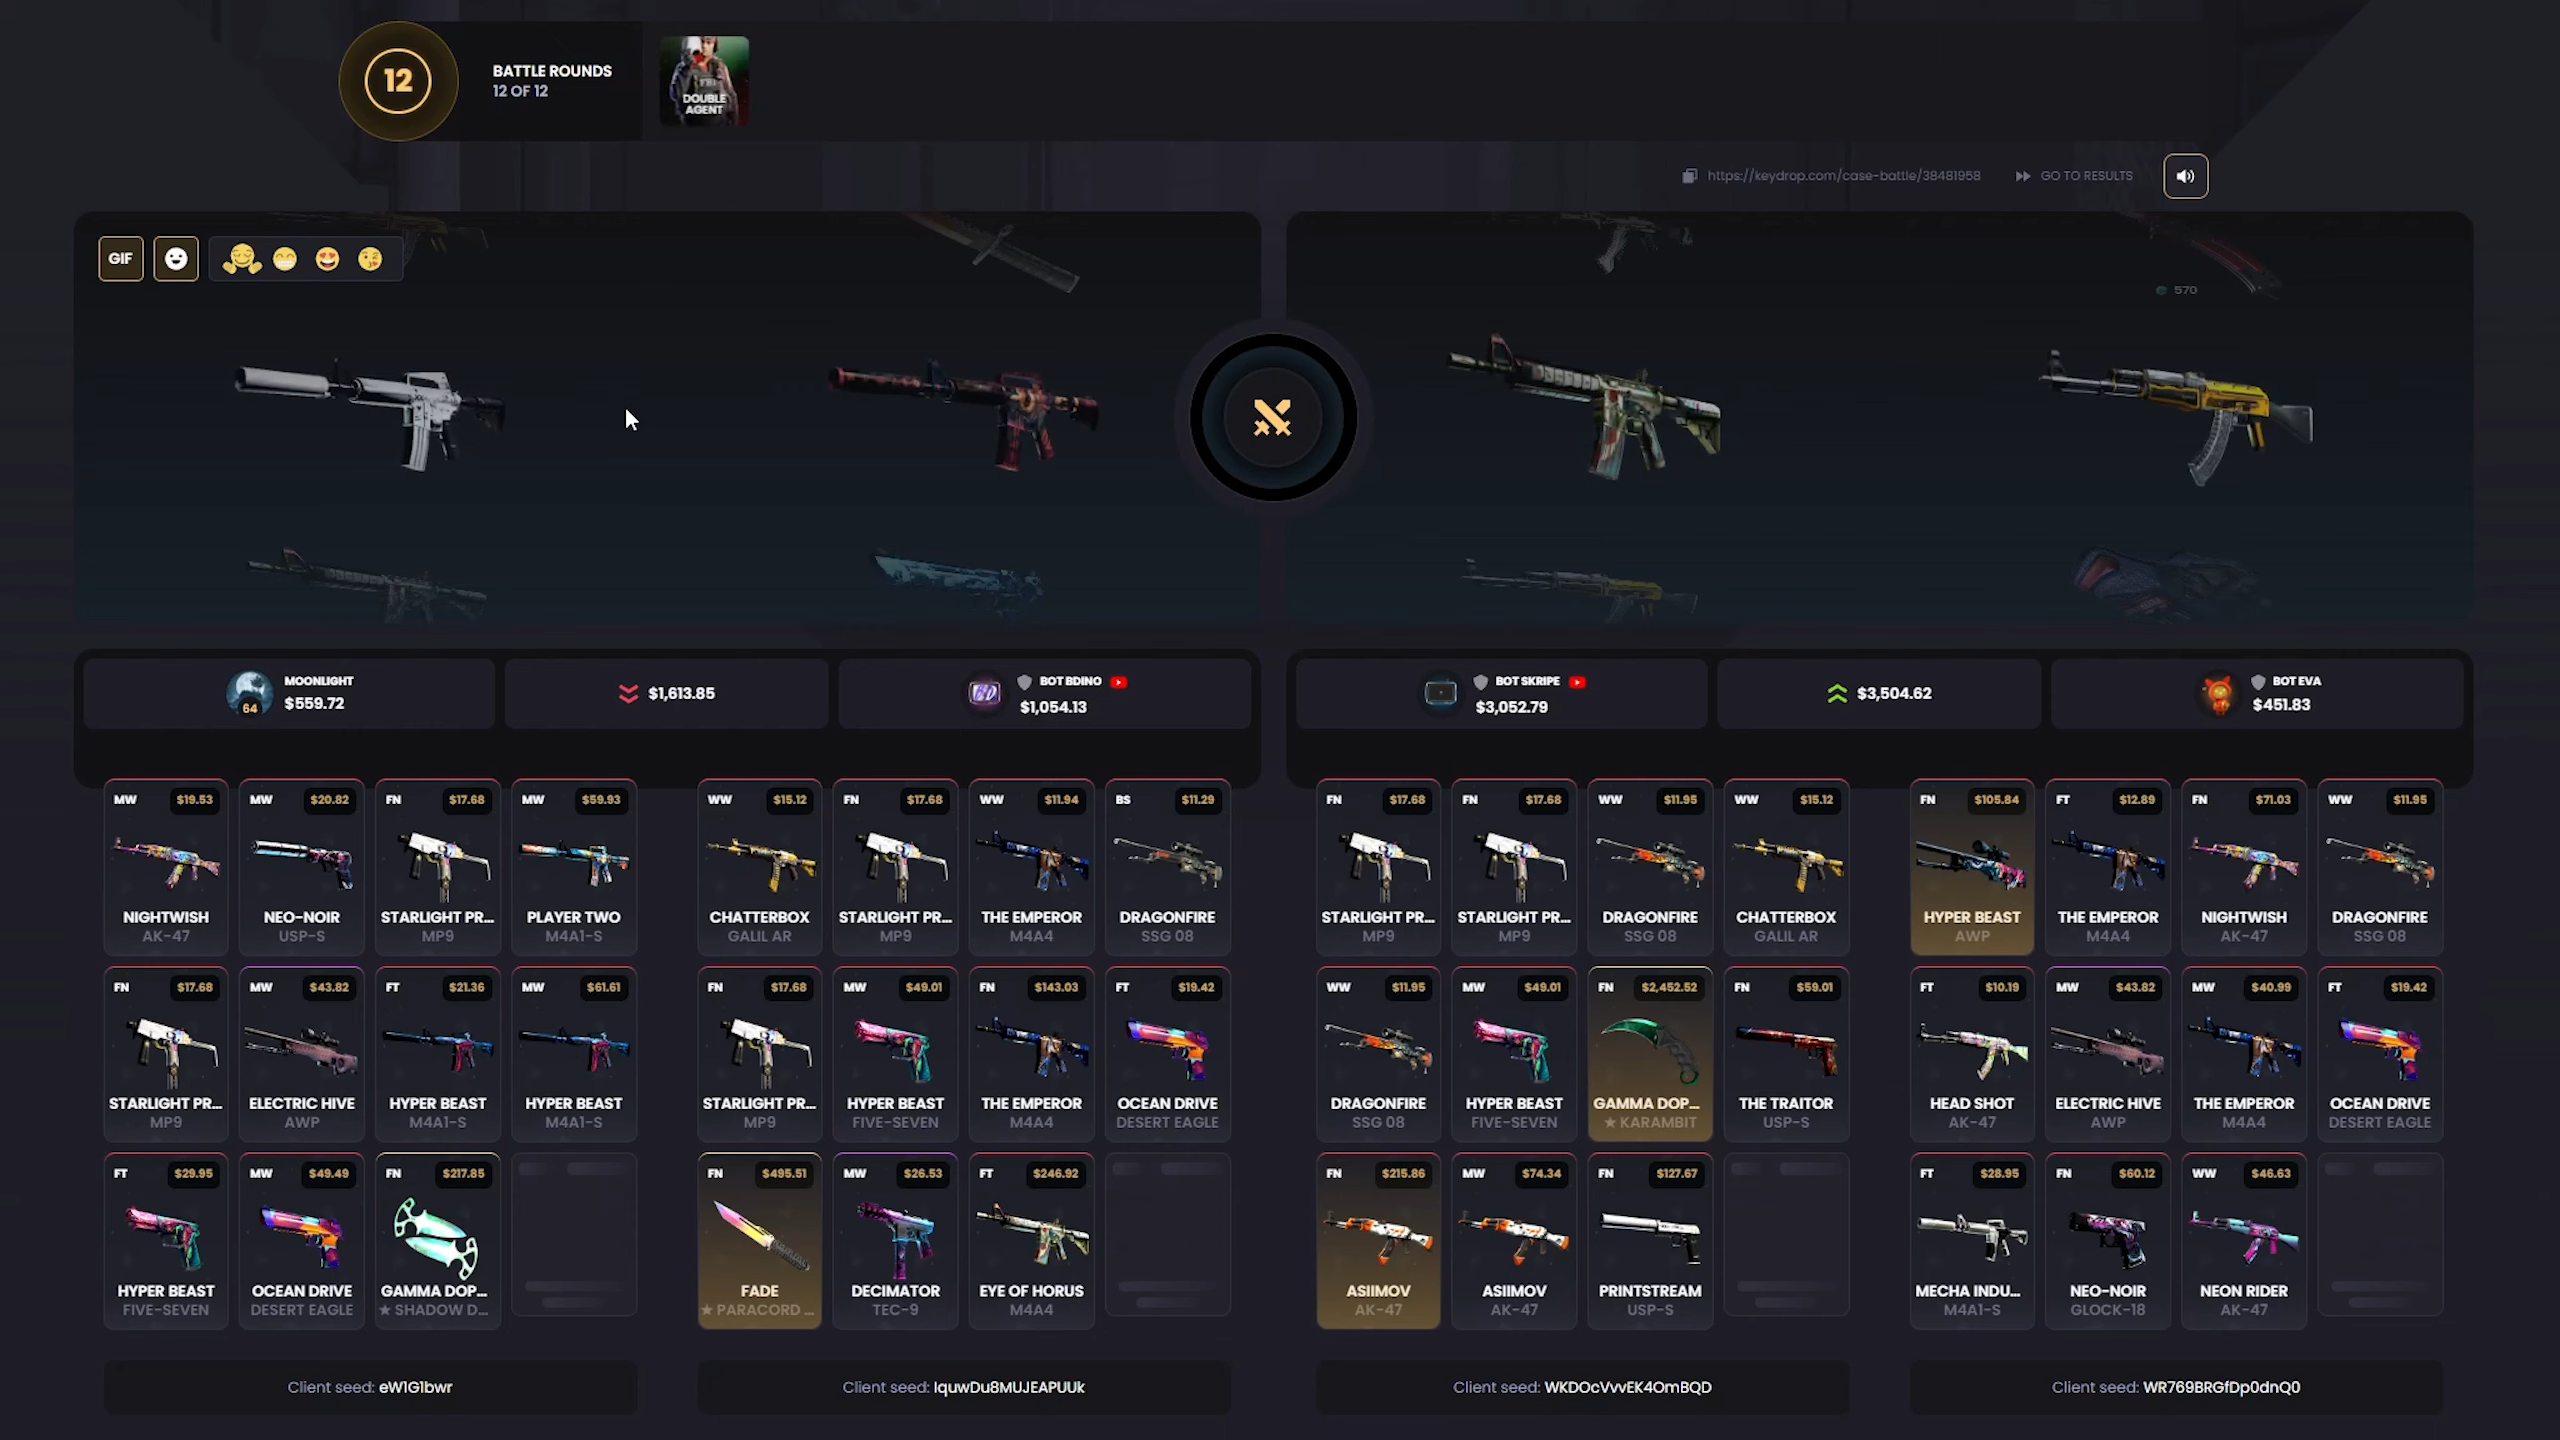 12
BATTLE ROUNDS
12 OF 12
FBI
DOUBLE
AGENT
https://keydrop.com/case-battle/38481958
GO TO RESULTS
GIF
570
MOONLIGHT
64
$559.72
$1,613.85
BOT BDINO
$1,054.13
BOT SKRIPE
$3,052.79
$3,504.62
BOT EVA
$451.83
MW $19.53 MW $20.82 FN $17.68 MW $59.93 WW $15.12 FN $17.68 WW $11.94 BS $11.29 FN $17.68 FN $17.68 WW $11.95 WW $15.12 FN $105.84 FT $12.89 FN $71.03 WW $11.95
NIGHTWISH NEO-NOIR STARLIGHT PR... PLAYER TWO CHATTERBOX STARLIGHT PR... THE EMPEROR DRAGONFIRE STARLIGHT PR... STARLIGHT PR... DRAGONFIRE CHATTERBOX HYPER BEAST THE EMPEROR NIGHTWISH DRAGONFIRE
AK-47 USP-S MP9 M4A1-S GALIL AR MP9 M4A4 SSG 08 MP9 MP9 SSG 08 GALIL AR AWP M4A4 AK-47 SSG 08
FN $17.68 MW $43.82 FT $21.36 MW $61.61 FN $17.68 MW $49.01 FN $143.03 FT $19.42 WW $11.95 MW $49.01 FN $2,452.52 FN $59.01 FT $10.19 MW $43.82 MW $40.99 FT $19.42
STARLIGHT PR... ELECTRIC HIVE HYPER BEAST HYPER BEAST STARLIGHT PR... HYPER BEAST THE EMPEROR OCEAN DRIVE DRAGONFIRE HYPER BEAST GAMMA DOP... THE TRAITOR HEAD SHOT ELECTRIC HIVE THE EMPEROR OCEAN DRIVE
MP9 AWP M4A1-S M4A1-S MP9 FIVE-SEVEN M4A4 DESERT EAGLE SSG 08 FIVE-SEVEN ★ KARAMBIT USP-S AK-47 AWP M4A4 DESERT EAGLE
FT $29.95 MW $49.49 FN $217.85 FN $495.51 MW $26.53 FT $246.92 FN $215.86 MW $74.34 FN $127.67 FT $28.95 FN $60.12 WW $46.63
HYPER BEAST OCEAN DRIVE GAMMA DOP... FADE DECIMATOR EYE OF HORUS ASIIMOV ASIIMOV PRINTSTREAM MECHA INDU... NEO-NOIR NEON RIDER
FIVE-SEVEN DESERT EAGLE ★ SHADOW D... ★ PARACORD ... TEC-9 M4A4 AK-47 AK-47 USP-S M4A1-S GLOCK-18 AK-47
Client seed: eW1G1bwr Client seed: IquwDu8MUJEAPUUk Client seed: WKDOcVvvEK4OmBQD Client seed: WR769BRGfDp0dnQ0